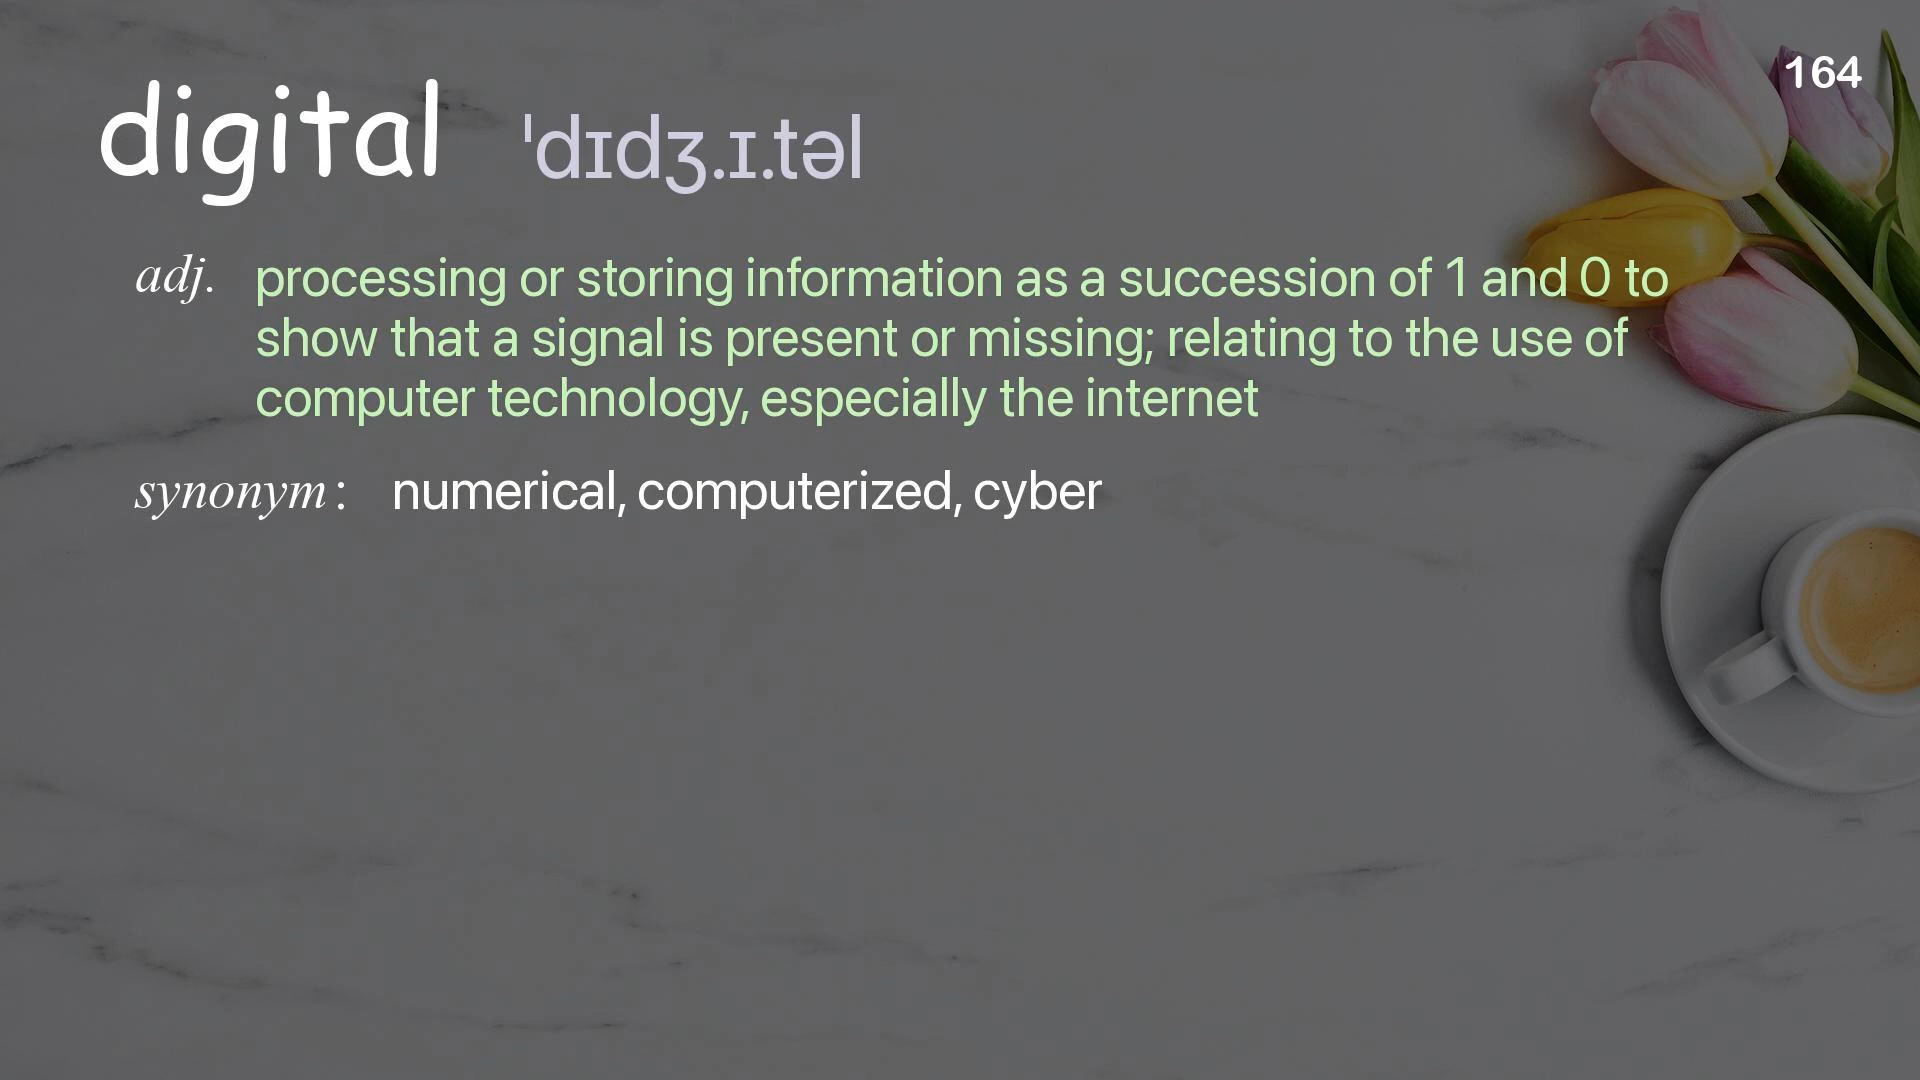 164
digital ˈdɪdʒ.ɪ.təl
adj. processing or storing information as a succession of 1 and 0 to
show that a signal is present or missing; relating to the use of
computer technology, especially the internet
synonym: numerical, computerized, cyber